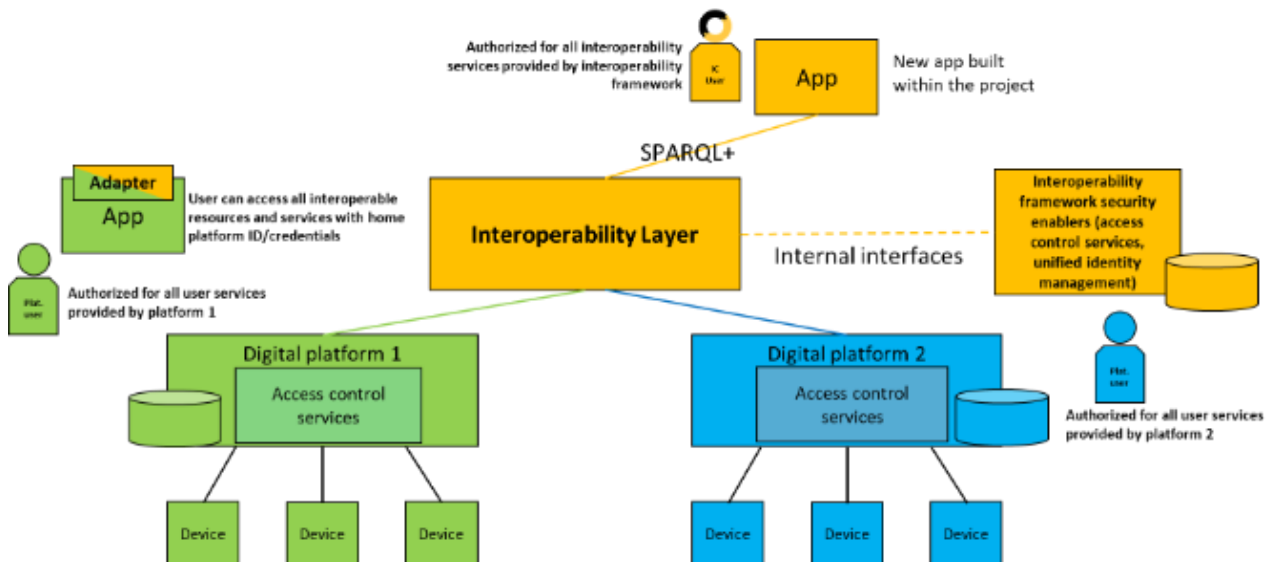 Authorized for all interoperability
services provided by interoperability
framework
IC
User
App
New app built
within the project
SPARQL+
Adapter
App
User can access all interoperable
resources and services with home
platform ID/credentials
Interoperability Layer
Internal interfaces
Interoperability
framework security
enablers (access
control services,
unified identity
management)
Plat.
user
Authorized for all user services
provided by platform 1
Digital platform 1
Access control
services
Digital platform 2
Access control
services
Plat.
user
Authorized for all user services
provided by platform 2
Device
Device
Device
Device
Device
Device